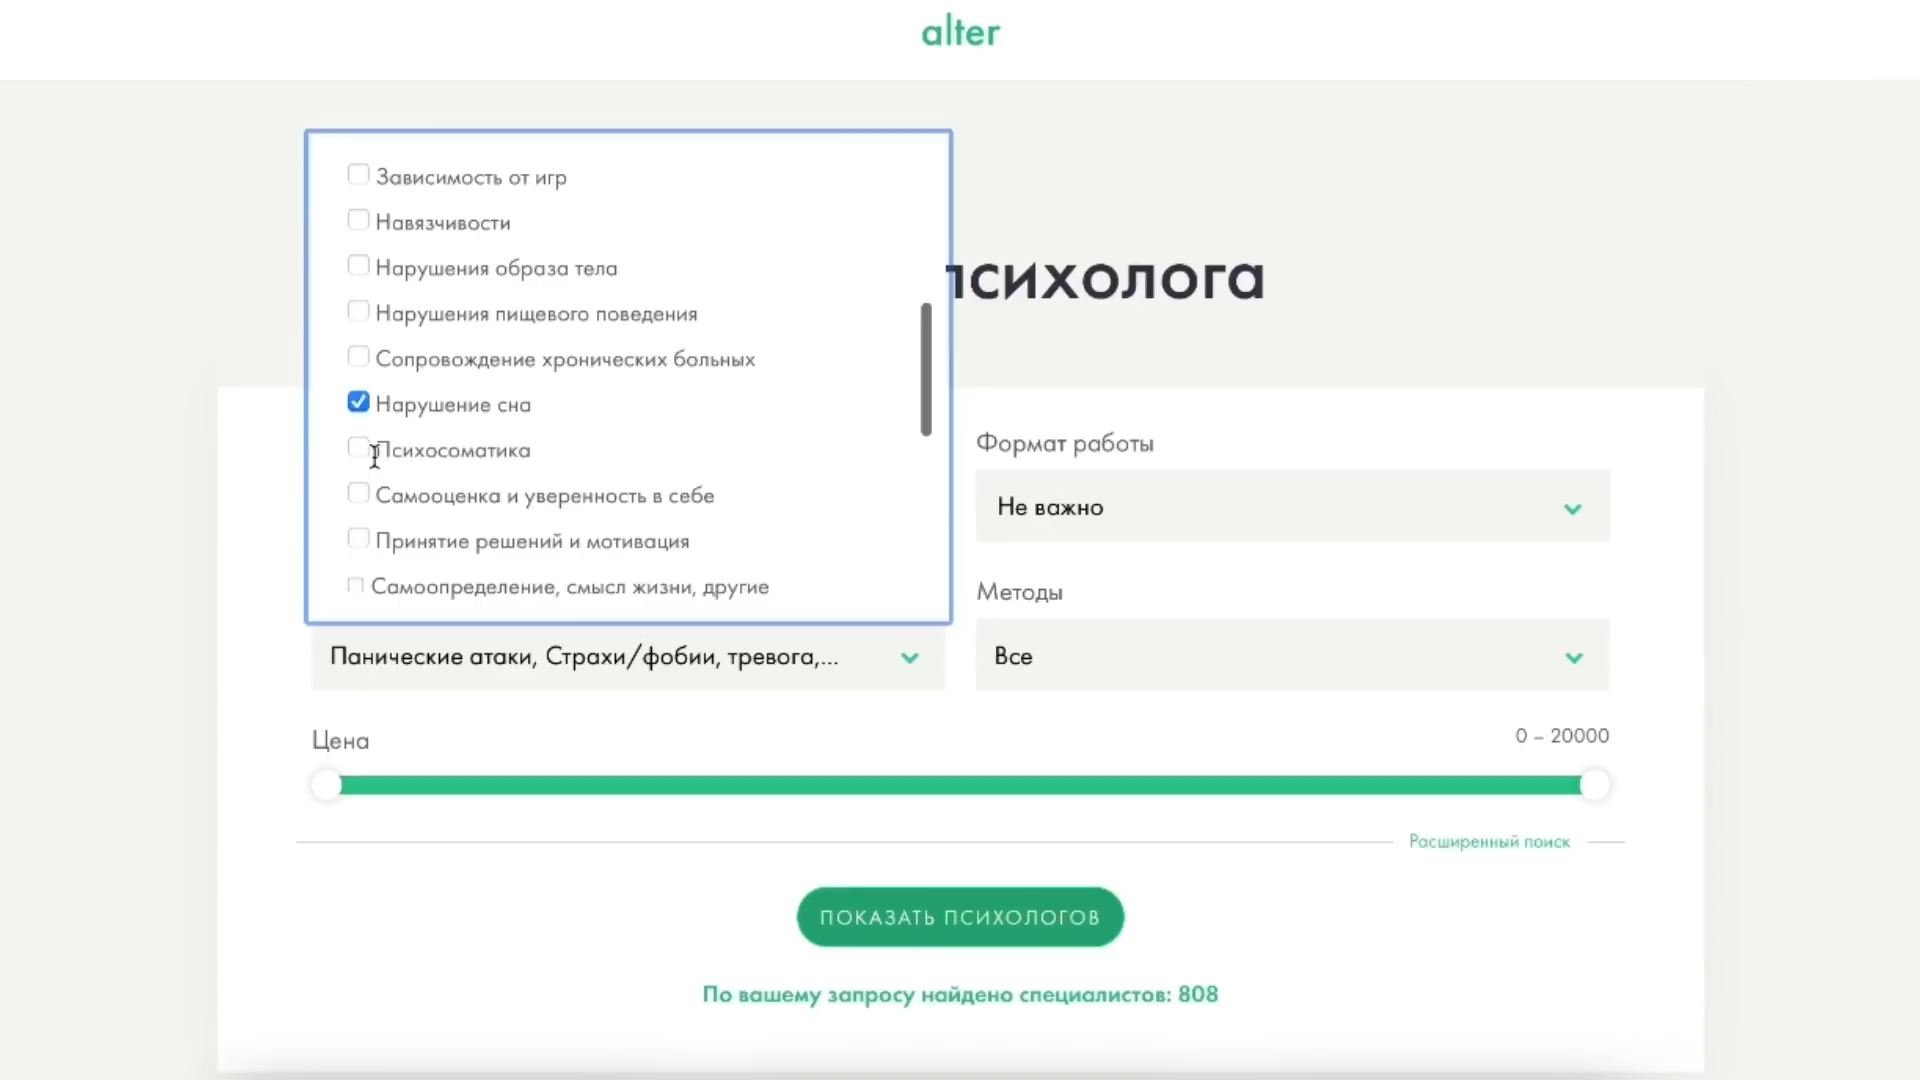 alter
Зависимость от игр
Навязчивости
Нарушения образа тела
Нарушения пищевого поведения
Сопровождение хронических больных
Нарушение сна
Психосоматика
Самооценка и уверенность в себе
Принятие решений и мотивация
Самоопределение, смысл жизни, другие
психолога
Формат работы
Не важно
Методы
Панические атаки, Страхи/фобии, тревога,...
Все
Цена
0 – 20000
Расширенный поиск
ПОКАЗАТЬ ПСИХОЛОГОВ
По вашему запросу найдено специалистов: 808